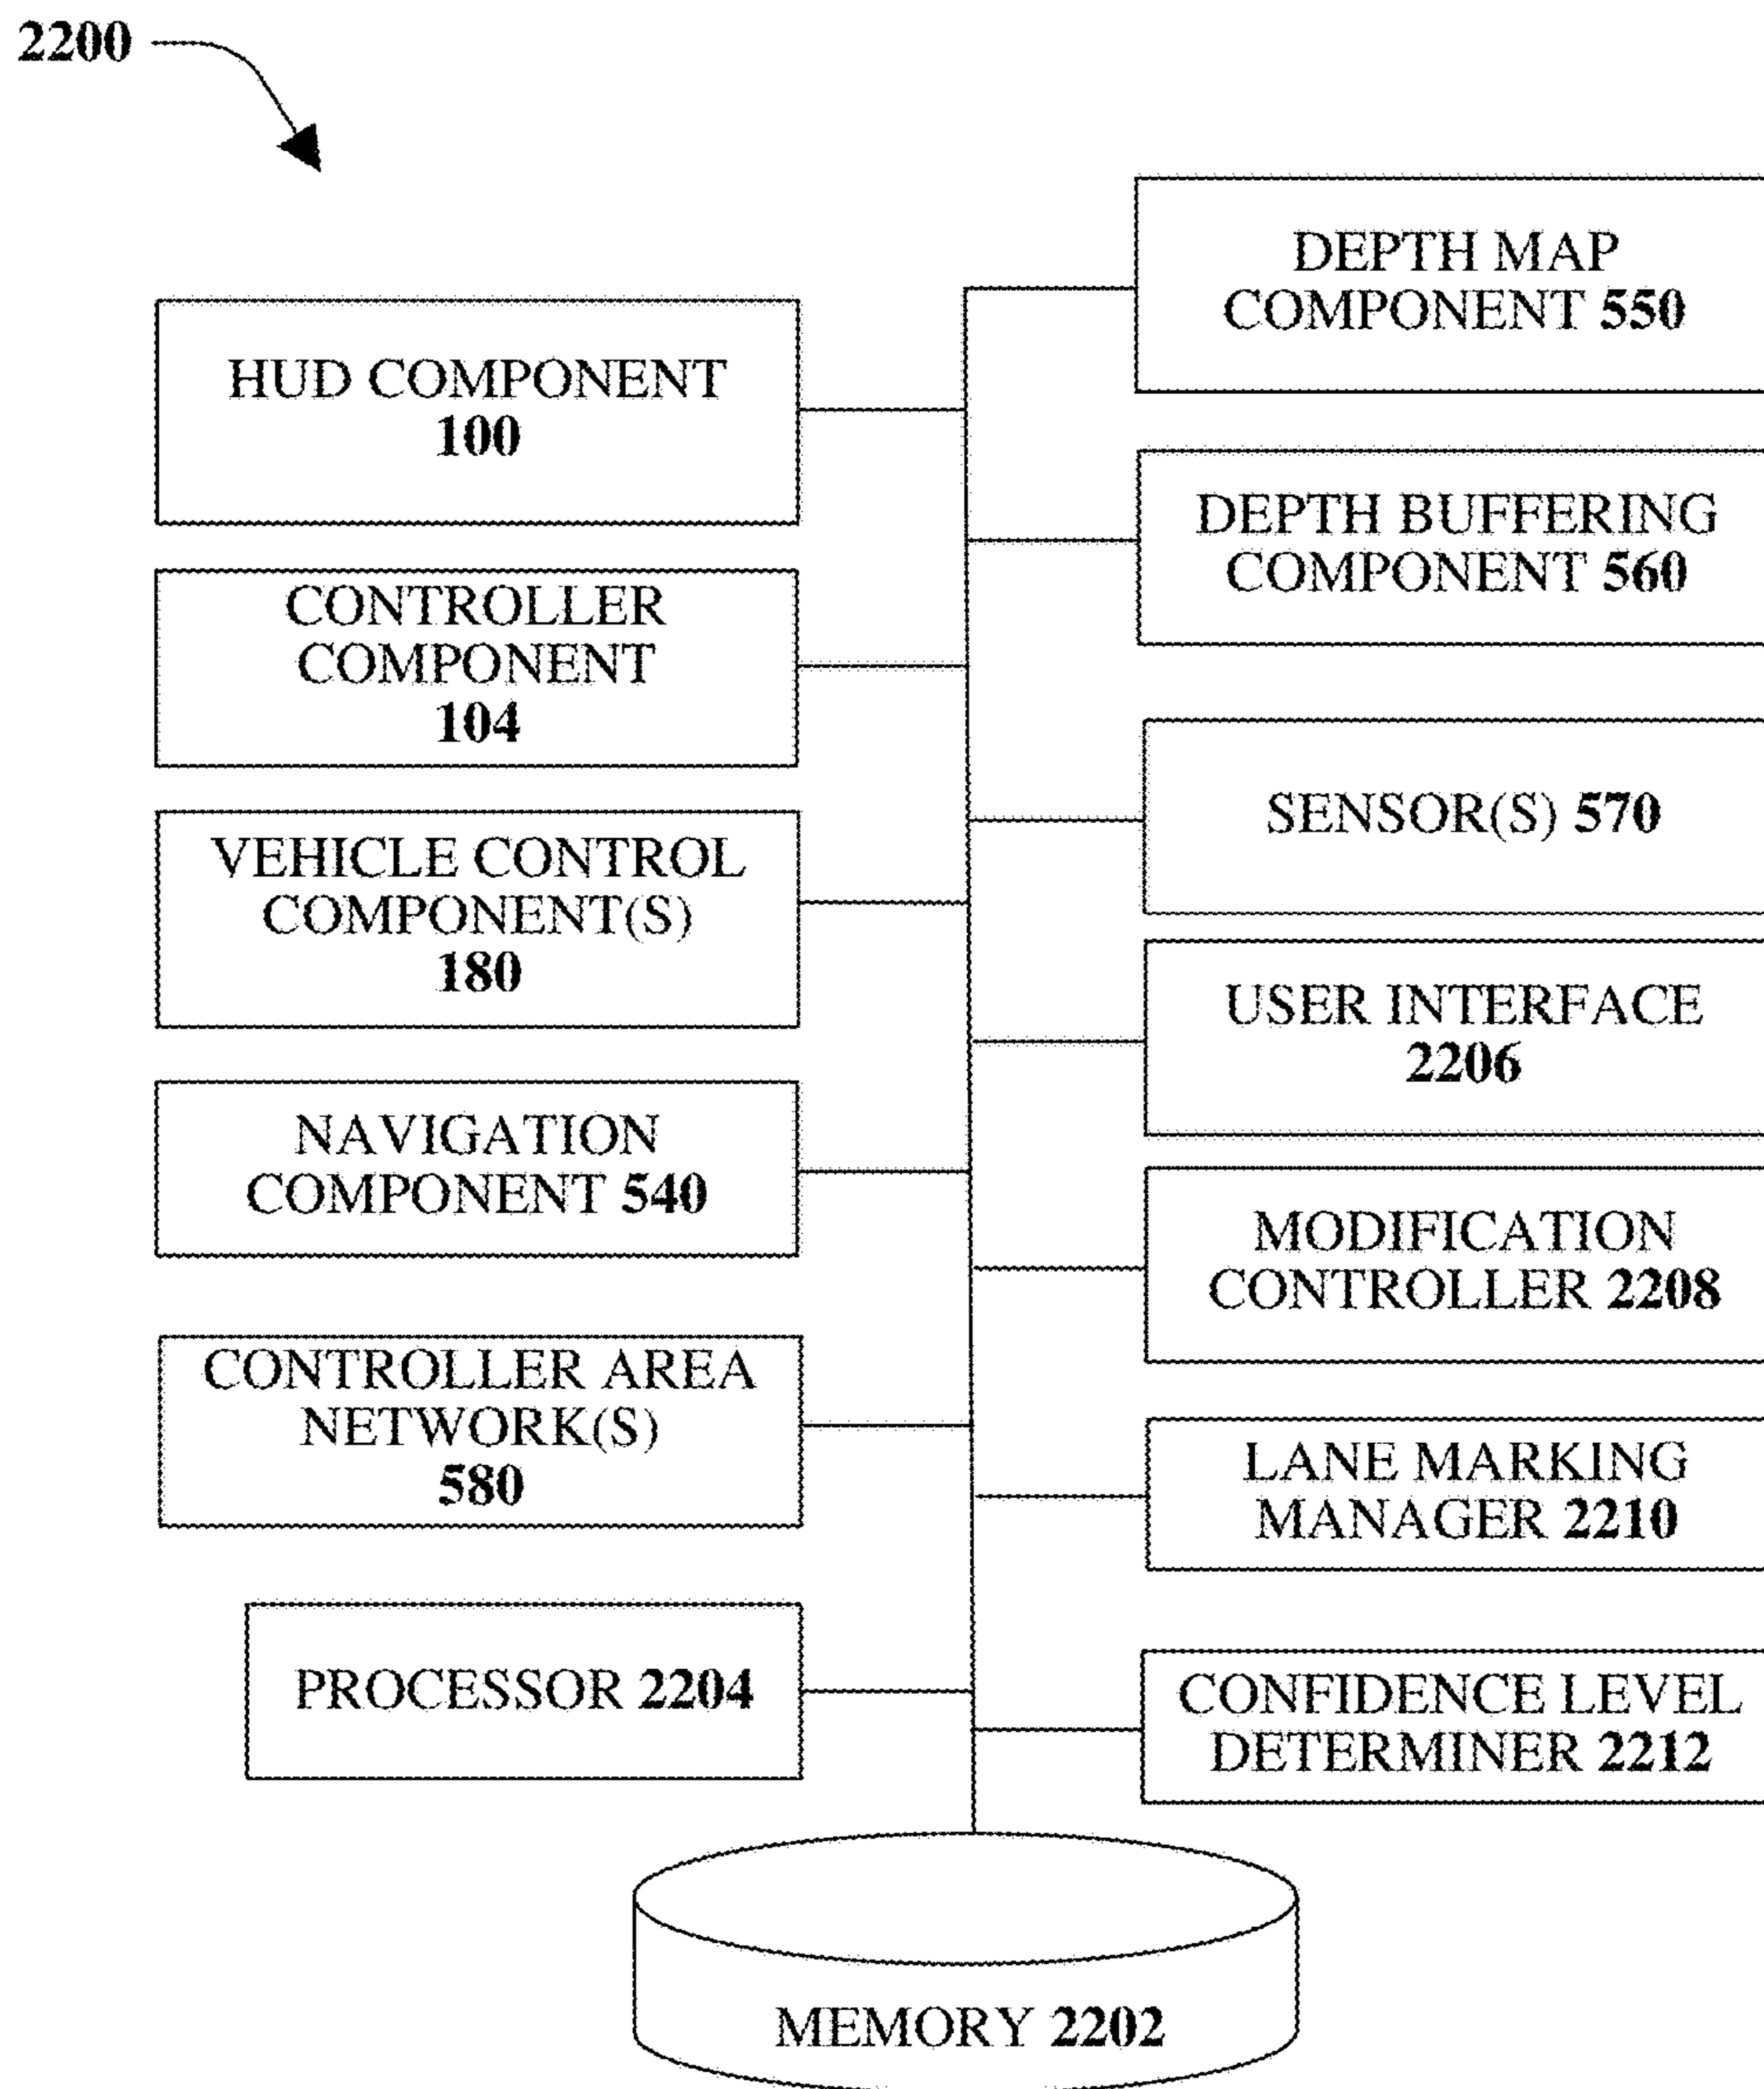 2200
HUD COMPONENT
100
CONTROLLER
COMPONENT
104
VEHICLE CONTROL
COMPONENT(S)
180
NAVIGATION
COMPONENT 540
CONTROLLER AREA
NETWORK(S)
580
PROCESSOR 2204
DEPTH MAP
COMPONENT 550
DEPTH BUFFERING
COMPONENT 560
SENSOR(S) 570
USER INTERFACE
2206
MODIFICATION
CONTROLLER 2208
LANE MARKING
MANAGER 2210
CONFIDENCE LEVEL
DETERMINER 2212
MEMORY 2202